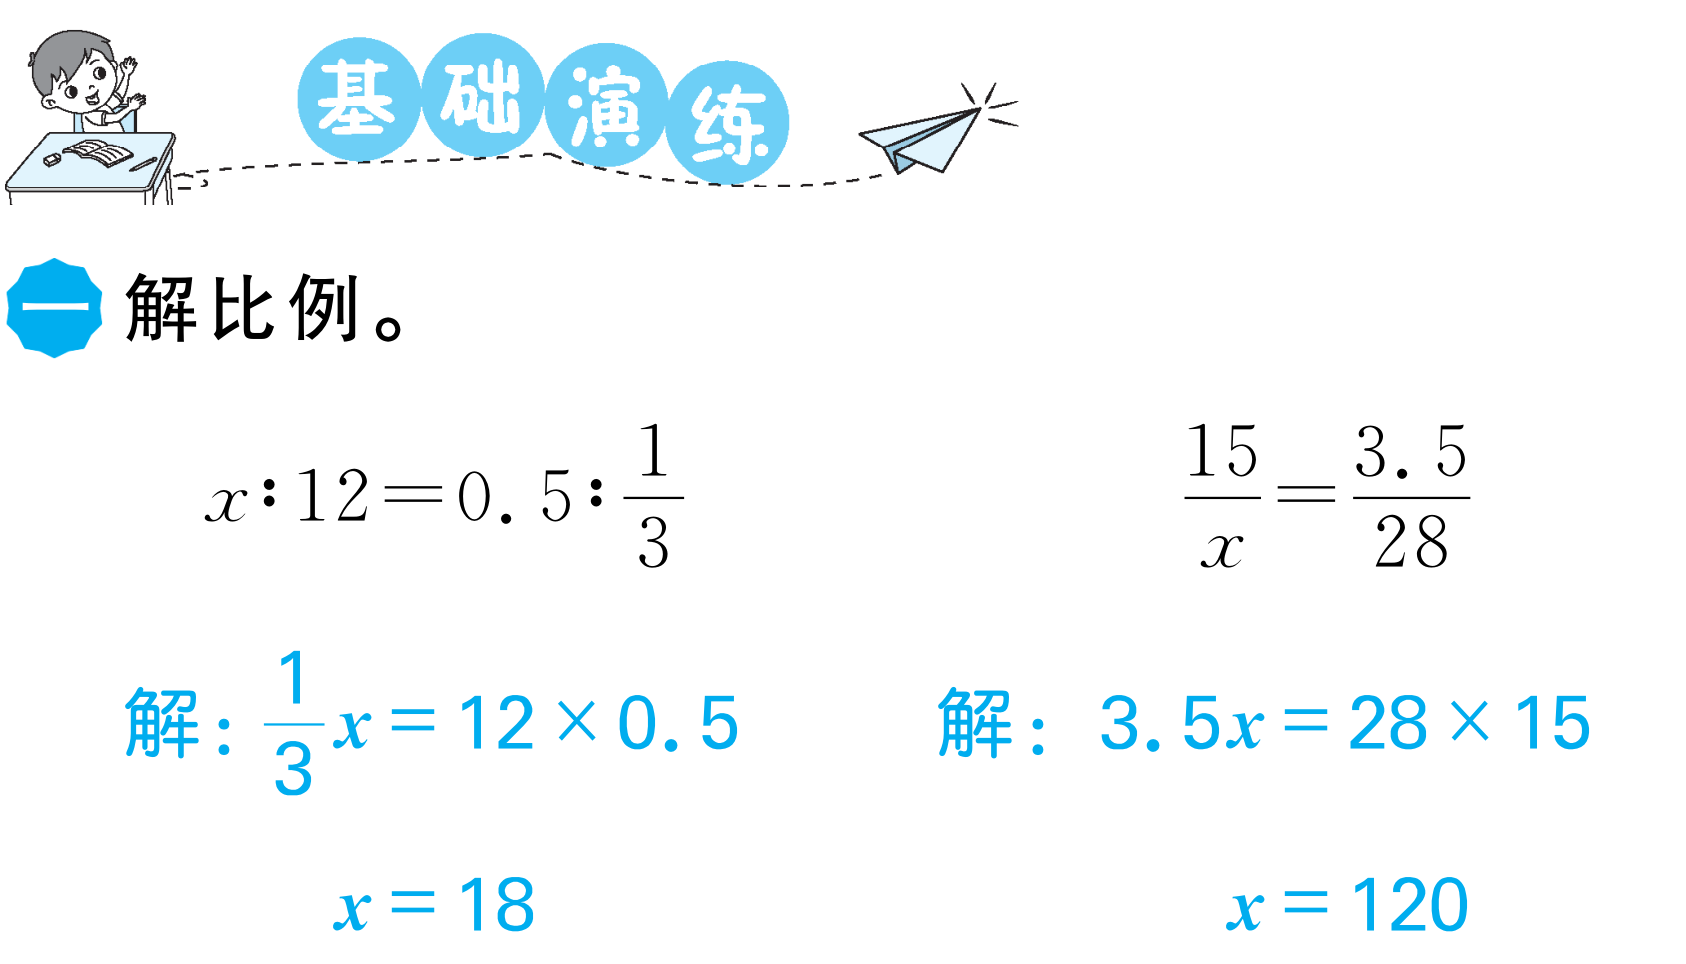 基础演练
一 解比例。
x∶12=0.5∶1/3
15/x=3.5/28
解：1/3x=12×0.5
x=18
解：3.5x=28×15
x=120